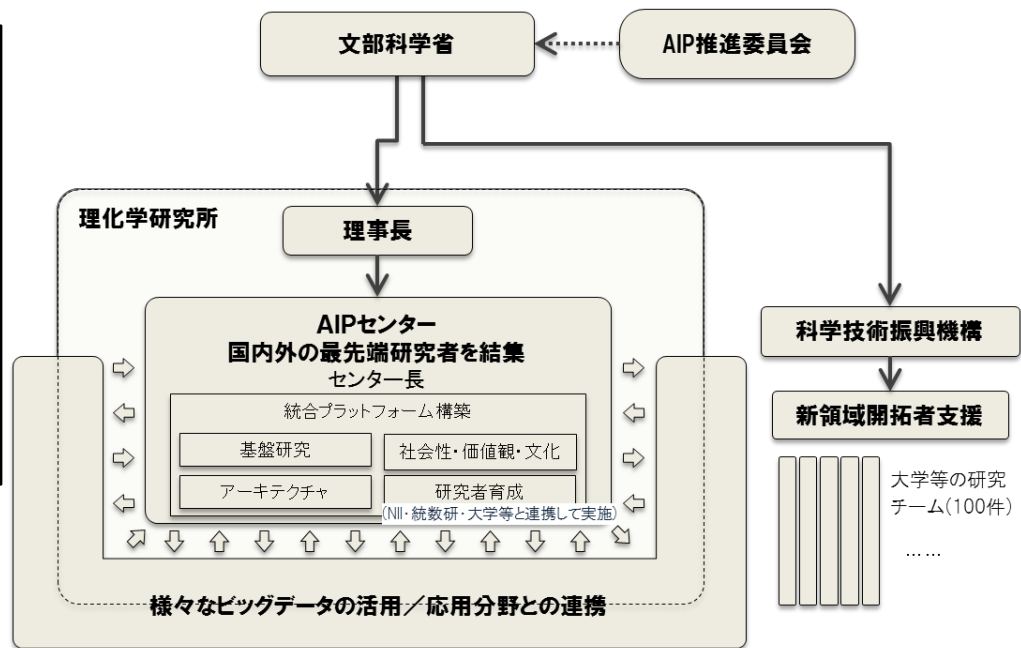 文部科学省
AIP推進委員会
理化学研究所
理事長
AIPセンター
国内外の最先端研究者を結集
センター長
統合プラットフォーム構築
基盤研究
社会性・価値観・文化
アーキテクチャ
研究者育成
(NII・統数研・大学等と連携して実施)
様々なビッグデータの活用／応用分野との連携
科学技術振興機構
新領域開拓者支援
大学等の研究
チーム(100件)
……